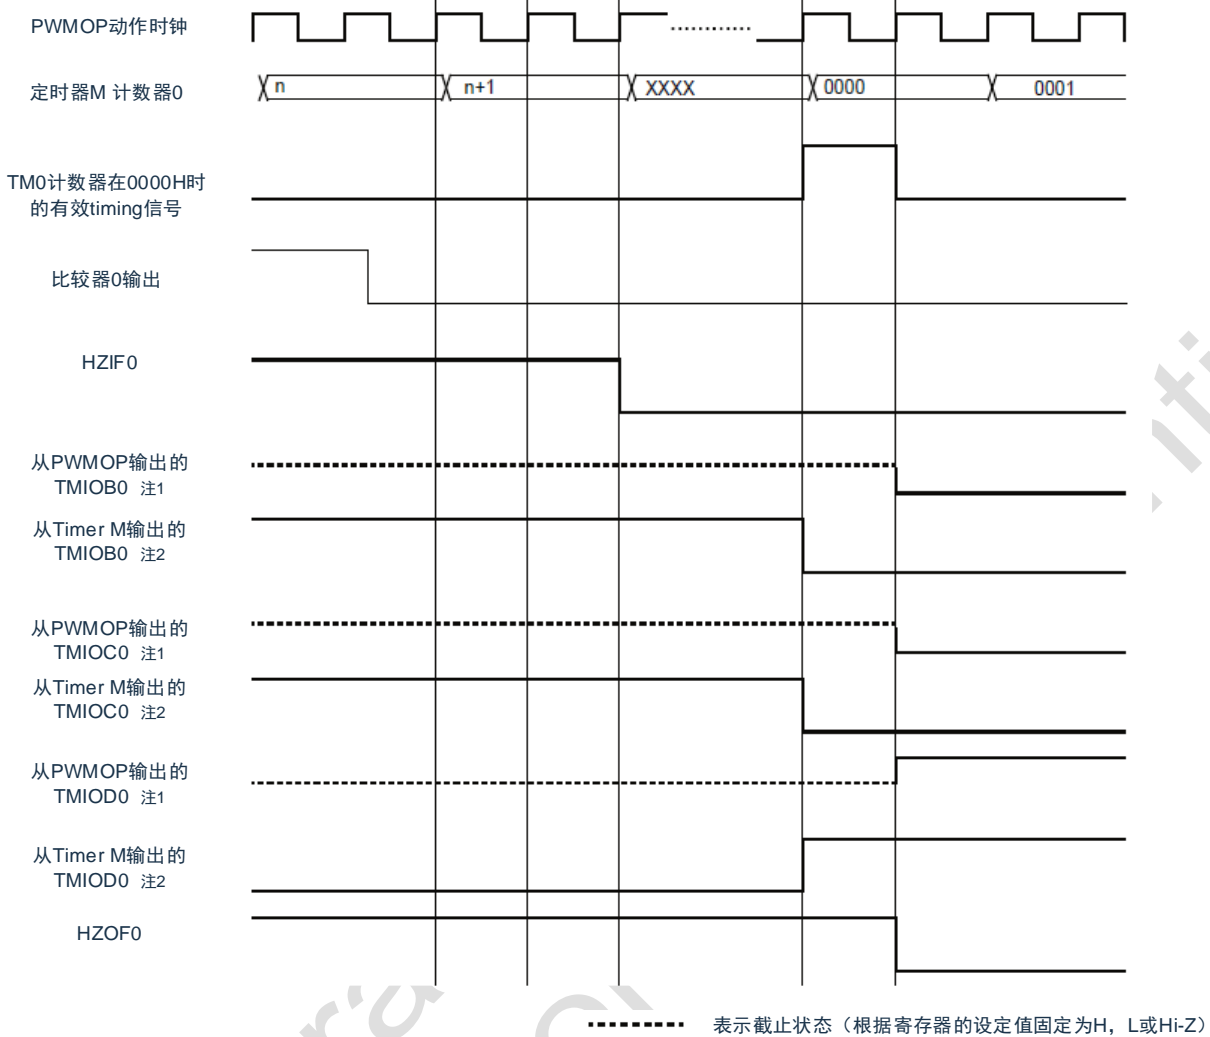 PWMOP动作时钟
定时器M 计数器0
n
n+1
XXXX
0000
0001
TM0计数器在0000H时
的有效timing信号
比较器0输出
HZIF0
从PWMOP输出的
TMIOB0 注1
从Timer M输出的
TMIOB0 注2
从PWMOP输出的
TMIOC0 注1
从Timer M输出的
TMIOC0 注2
从PWMOP输出的
TMIOD0 注1
从Timer M输出的
TMIOD0 注2
HZOF0
表示截止状态（根据寄存器的设定值固定为H，L或Hi-Z）